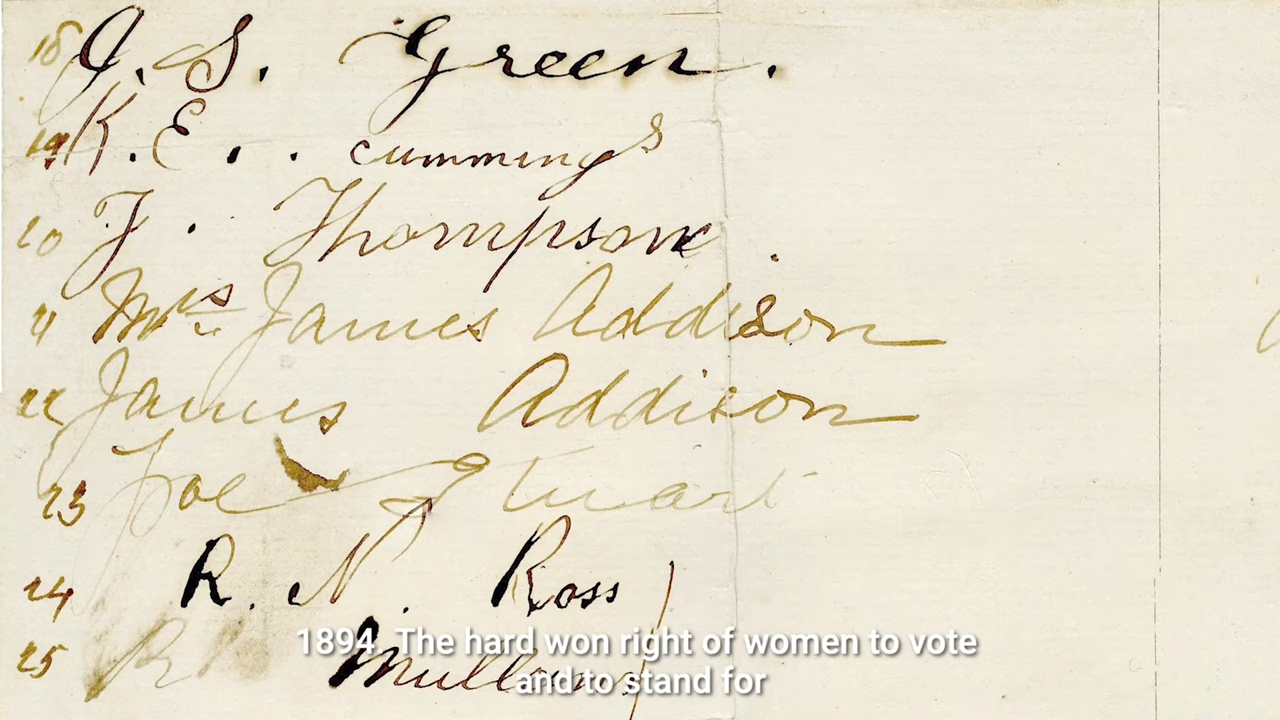 18 J. S. Green.
19 K. E. . . cummings
20 J. Thompson.
21 Mrs James Addison
22 James Addison
23 Joe Stuart
24 R. N. Ross
25
1894. The hard won right of women to vote
and to stand for